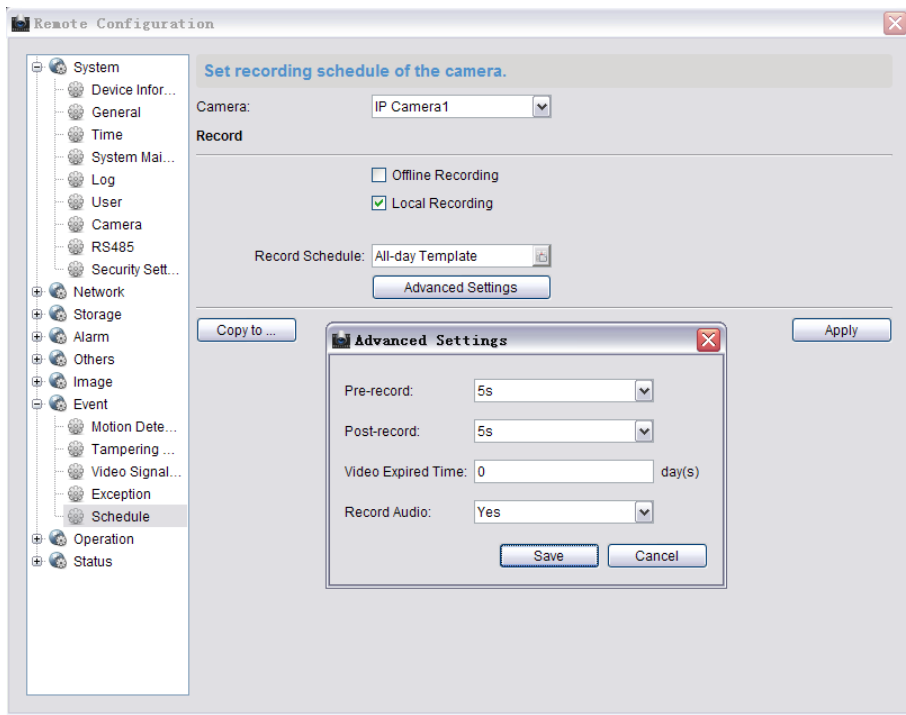 Remote Configuration
System
Device Infor...
General
Time
System Mai...
Log
User
Camera
RS485
Security Sett...
Network
Storage
Alarm
Others
Image
Event
Motion Dete...
Tampering ...
Video Signal...
Exception
Schedule
Operation
Status
Set recording schedule of the camera.
Camera: IP Camera1
Record
Offline Recording
Local Recording
Record Schedule: All-day Template
Advanced Settings
Copy to ... Apply
Advanced Settings
Pre-record: 5s
Post-record: 5s
Video Expired Time: 0 day(s)
Record Audio: Yes
Save Cancel